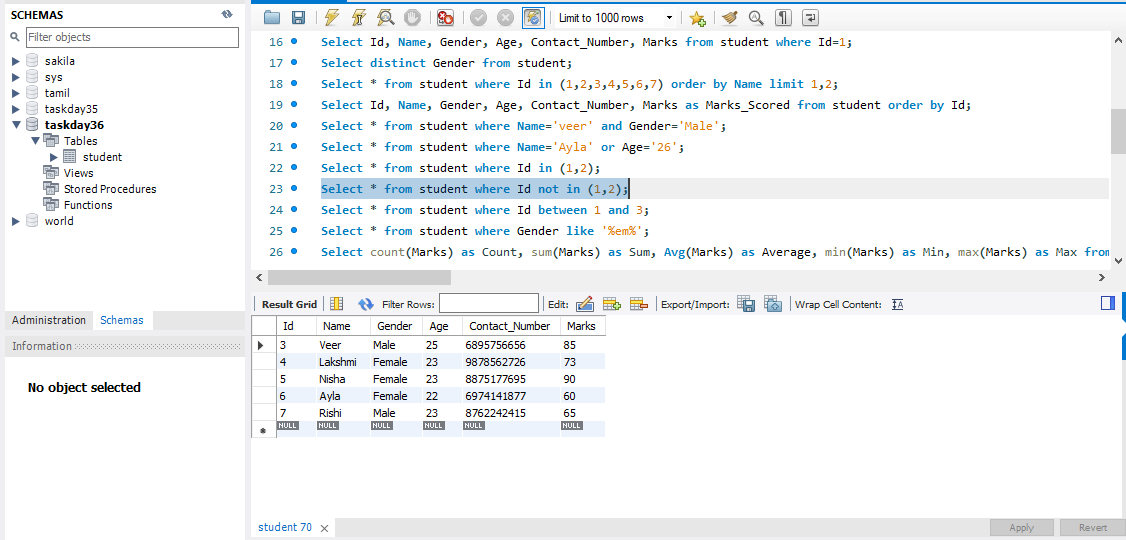 SCHEMAS
Filter objects
sakila
sys
tamil
taskday35
taskday36
Tables
student
Views
Stored Procedures
Functions
world
Administration Schemas
Information
No object selected
Limit to 1000 rows
16 Select Id, Name, Gender, Age, Contact_Number, Marks from student where Id=1;
17 Select distinct Gender from student;
18 Select * from student where Id in (1,2,3,4,5,6,7) order by Name limit 1,2;
19 Select Id, Name, Gender, Age, Contact_Number, Marks as Marks_Scored from student order by Id;
20 Select * from student where Name='veer' and Gender='Male';
21 Select * from student where Name='Ayla' or Age='26';
22 Select * from student where Id in (1,2);
23 Select * from student where Id not in (1,2);
24 Select * from student where Id between 1 and 3;
25 Select * from student where Gender like '%em%';
26 Select count(Marks) as Count, sum(Marks) as Sum, Avg(Marks) as Average, min(Marks) as Min, max(Marks) as Max from
Result Grid Filter Rows: Edit: Export/Import: Wrap Cell Content:
Id Name Gender Age Contact_Number Marks
3 Veer Male 25 6895756656 85
4 Lakshmi Female 23 9878562726 73
5 Nisha Female 23 8875177695 90
6 Ayla Female 22 6974141877 60
7 Rishi Male 23 8762242415 65
NULL NULL NULL NULL NULL NULL
student 70
Apply Revert